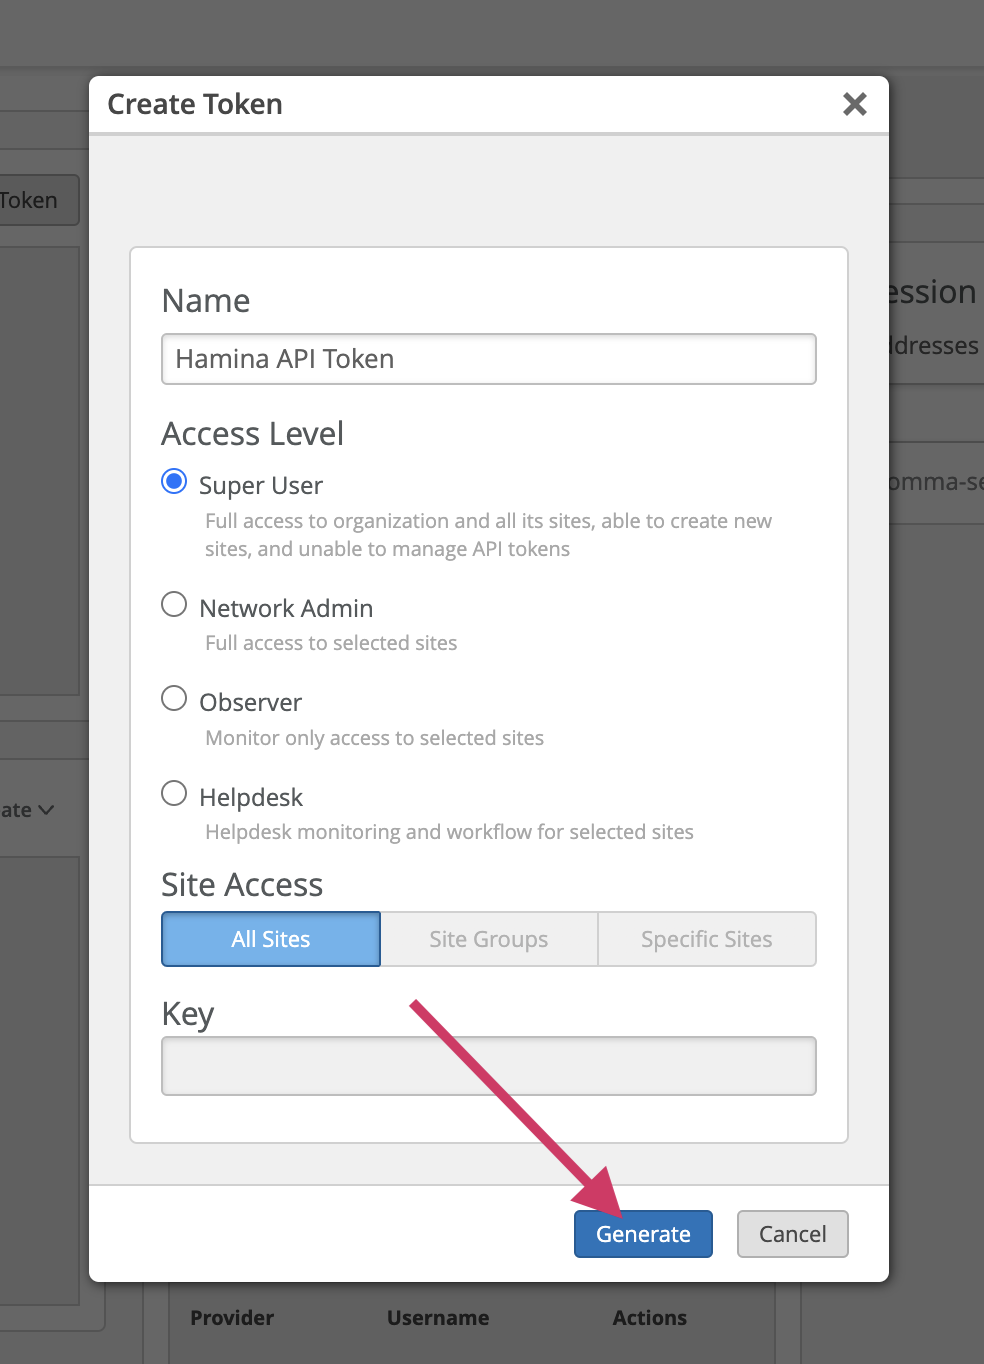 Create Token
Token
ession
Name
ddresses
Hamina API Token
Access Level
Super User
omma-se
Full access to organization and all its sites, able to create new
sites, and unable to manage API tokens
Network Admin
Full access to selected sites
Observer
Monitor only access to selected sites
Helpdesk
ate
Helpdesk monitoring and workflow for selected sites
Site Access
All Sites Site Groups Specific Sites
Key
Generate Cancel
Provider Username Actions